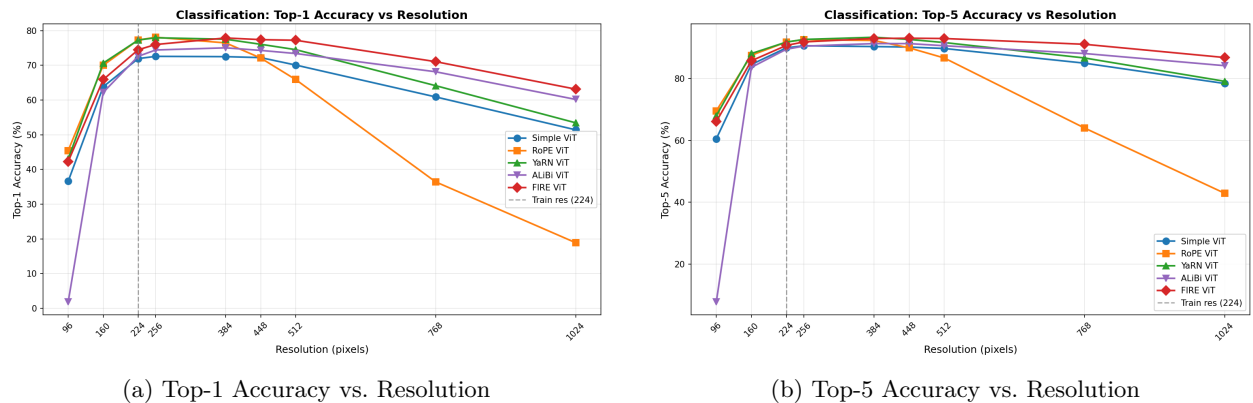 Classification: Top-1 Accuracy vs Resolution
Top-1 Accuracy (%)
80
70
60
50
40
30
20
10
0
Simple ViT
RoPE ViT
YaRN ViT
ALiBi ViT
FIRE ViT
Train res (224)
96
160
224
256
384
448
512
768
1024
Resolution (pixels)
(a) Top-1 Accuracy vs. Resolution
Classification: Top-5 Accuracy vs Resolution
Top-5 Accuracy (%)
80
60
40
20
Simple ViT
RoPE ViT
YaRN ViT
ALiBi ViT
FIRE ViT
Train res (224)
96
160
224
256
384
448
512
768
1024
Resolution (pixels)
(b) Top-5 Accuracy vs. Resolution